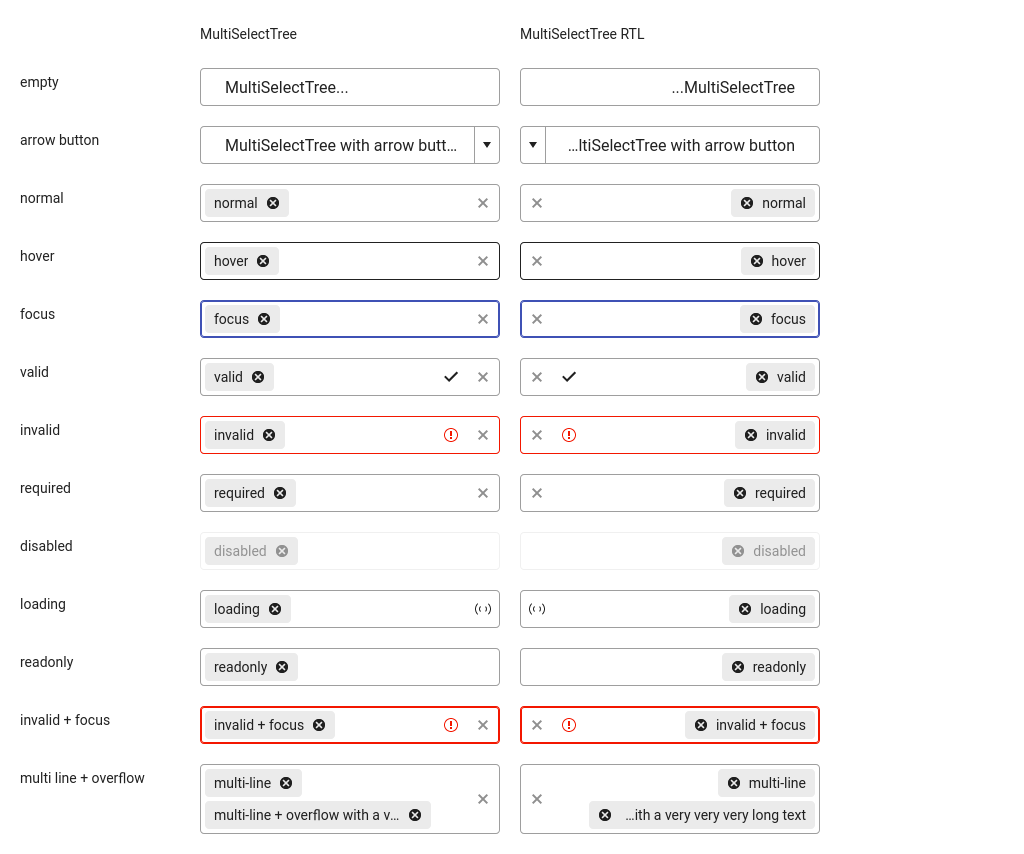 MultiSelectTree MultiSelectTree RTL
empty MultiSelectTree... ...MultiSelectTree
arrow button MultiSelectTree with arrow butt... ...ltiSelectTree with arrow button
normal normal normal
hover hover hover
focus focus focus
valid valid valid
invalid invalid invalid
required required required
disabled disabled disabled
loading loading loading
readonly readonly readonly
invalid + focus invalid + focus invalid + focus
multi line + overflow multi-line multi-line
multi-line + overflow with a v... ...ith a very very very long text